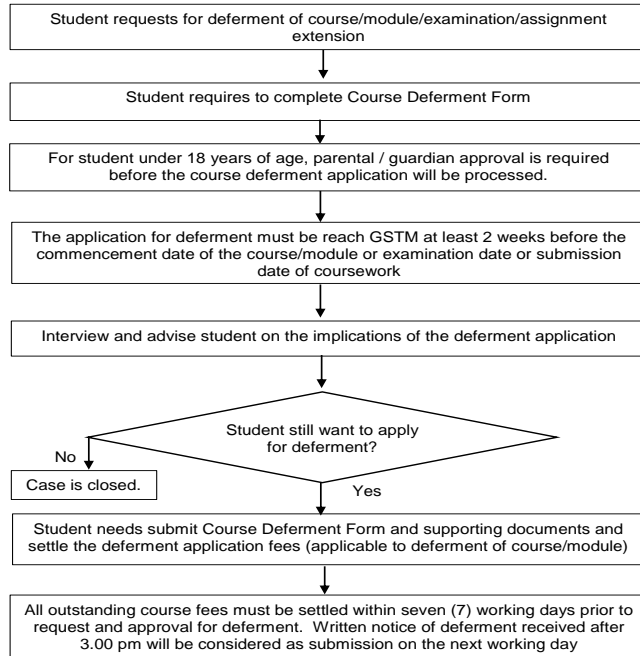 Student requests for deferment of course/module/examination/assignment
extension
Student requires to complete Course Deferment Form
For student under 18 years of age, parental / guardian approval is required
before the course deferment application will be processed.
The application for deferment must be reach GSTM at least 2 weeks before the
commencement date of the course/module or examination date or submission
date of coursework
Interview and advise student on the implications of the deferment application
Student still want to apply
for deferment?
No
Case is closed.
Yes
Student needs submit Course Deferment Form and supporting documents and
settle the deferment application fees (applicable to deferment of course/module)
All outstanding course fees must be settled within seven (7) working days prior to
request and approval for deferment. Written notice of deferment received after
3.00 pm will be considered as submission on the next working day